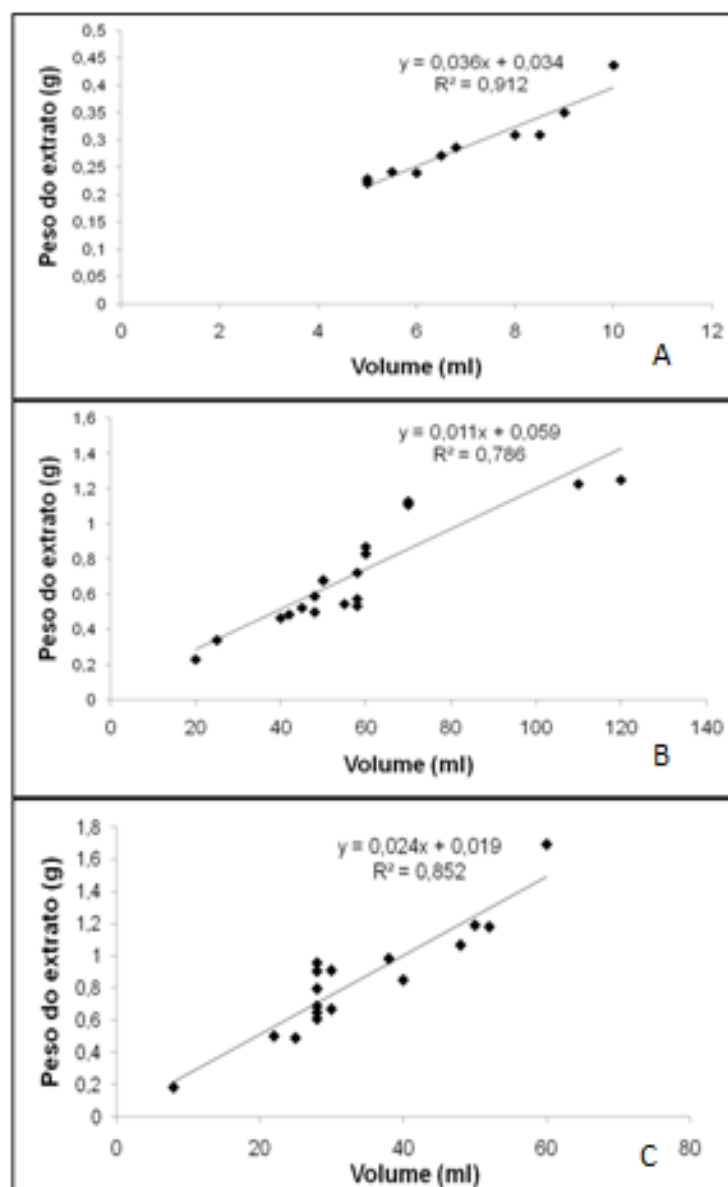 0,5
0,45
0,4
0,35
0,3
0,25
0,2
0,15
0,1
0,05
0
Peso do extrato (g)
y = 0,036x + 0,034
R² = 0,912
0 2 4 6 8 10 12
Volume (ml)
A
1,6
1,4
1,2
1
0,8
0,6
0,4
0,2
0
Peso do extrato (g)
y = 0,011x + 0,059
R² = 0,786
0 20 40 60 80 100 120 140
Volume (ml)
B
1,8
1,6
1,4
1,2
1
0,8
0,6
0,4
0,2
0
Peso do extrato (g)
y = 0,024x + 0,019
R² = 0,852
0 20 40 60 80
Volume (ml)
C